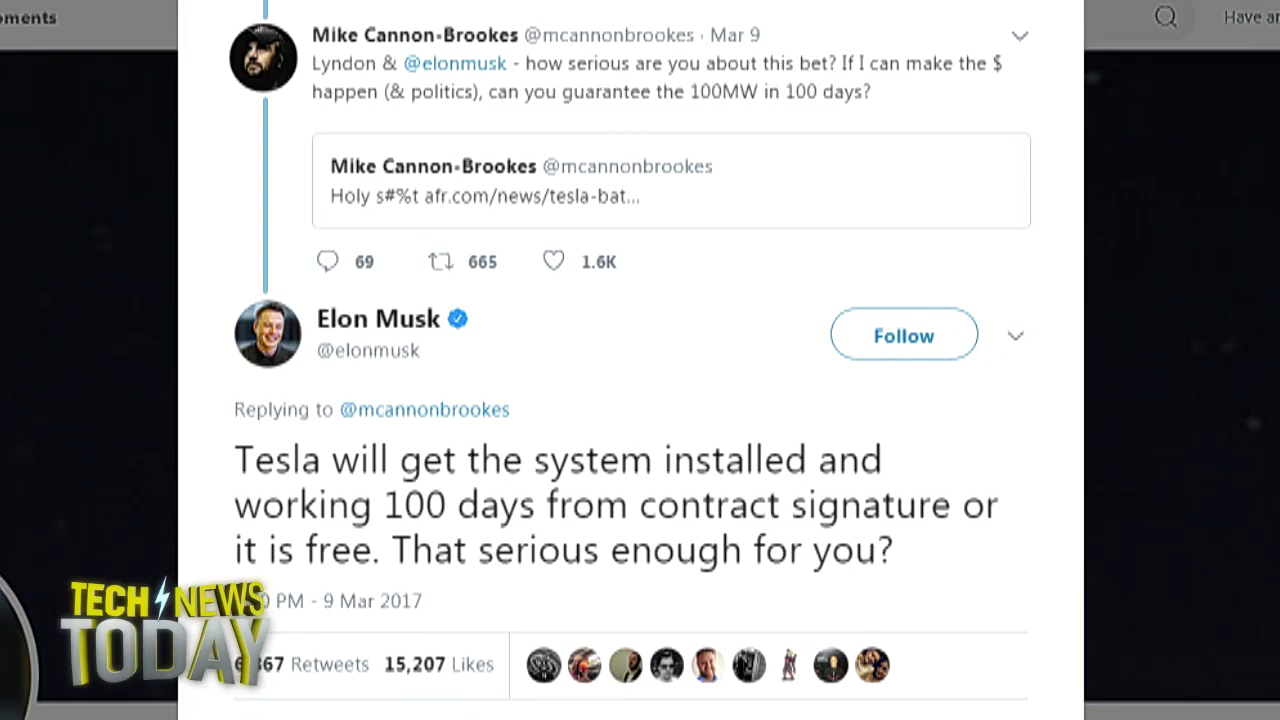 Have
Mike Cannon-Brookes @mcannonbrookes · Mar 9
Lyndon & @elonmusk - how serious are you about this bet? If I can make the $
happen (& politics), can you guarantee the 100MW in 100 days?
Mike Cannon-Brookes @mcannonbrookes
Holy s#%t afr.com/news/tesla-bat...
69 665 1.6K
Elon Musk
@elonmusk
Follow
Replying to @mcannonbrookes
Tesla will get the system installed and
working 100 days from contract signature or
it is free. That serious enough for you?
PM - 9 Mar 2017
Retweets 15,207 Likes
TECH NEWS
TODAY